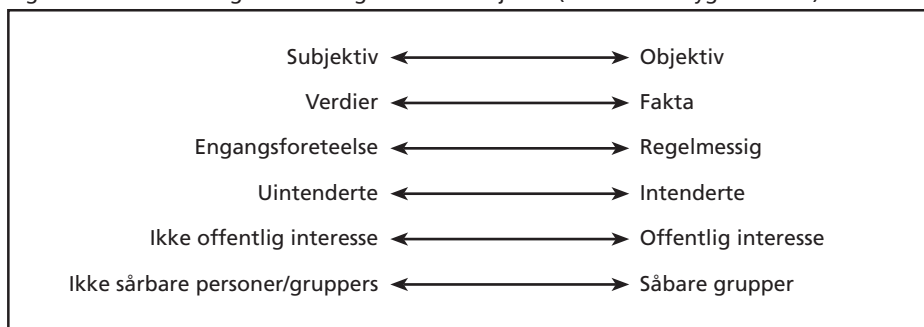 Subjektiv Objektiv
Verdier Fakta
Engangsforeteelse Regelmessig
Uintenderte Intenderte
Ikke offentlig interesse Offentlig interesse
Ikke sårbare personer/gruppers Såbare grupper